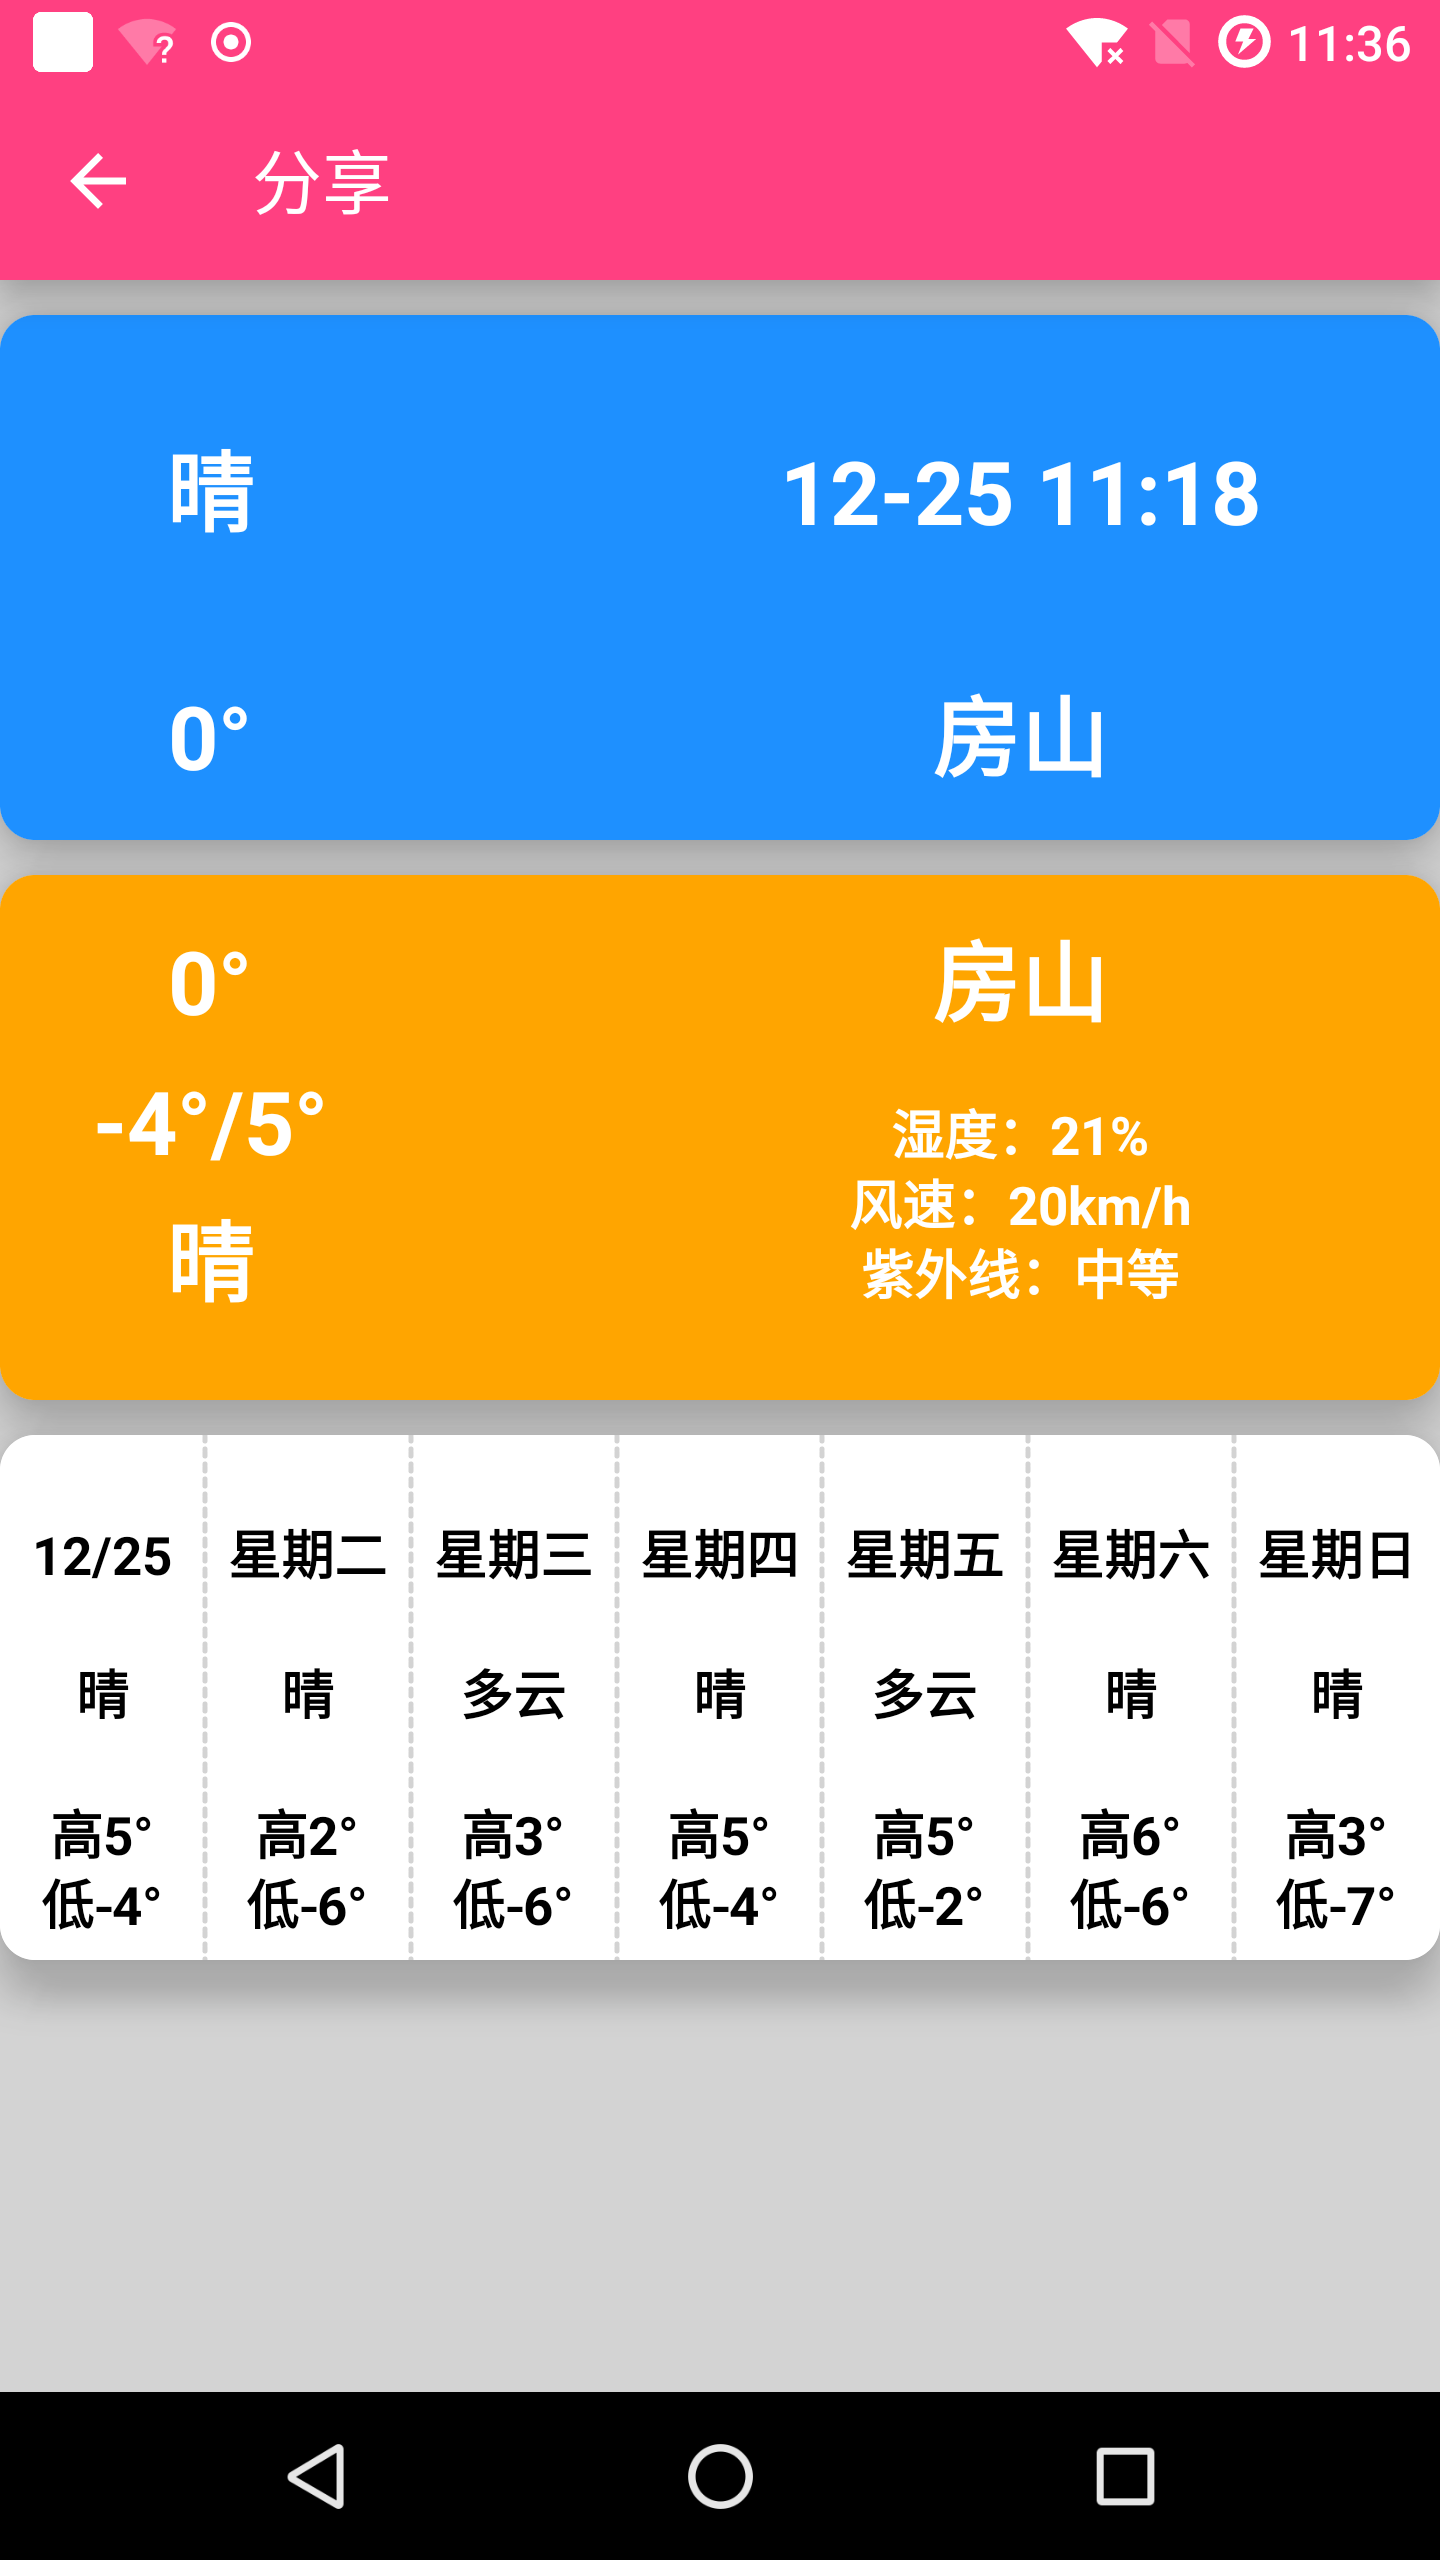 11:36
分享
晴
12-25 11:18
0°
房山
0°
房山
-4°/5°
晴
湿度：21%
风速：20km/h
紫外线：中等
12/25 星期二 星期三 星期四 星期五 星期六 星期日
晴 晴 多云 晴 多云 晴 晴
高5° 高2° 高3° 高5° 高5° 高6° 高3°
低-4° 低-6° 低-6° 低-4° 低-2° 低-6° 低-7°